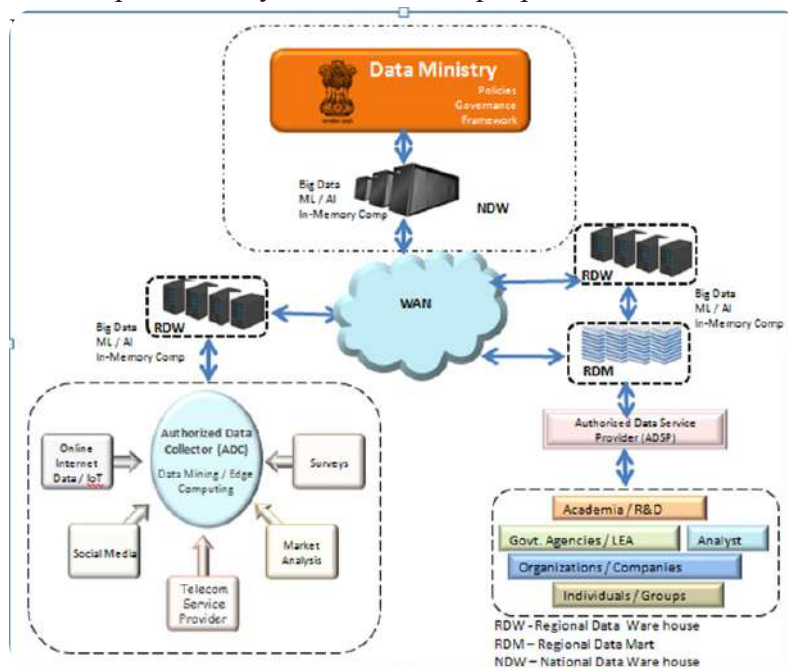 Data Ministry
Policies
Governance
Framework
Big Data
ML / AI
In-Memory Comp
NDW
RDW
WAN
RDW
Big Data
ML / AI
In-Memory Comp
Big Data
ML / AI
In-Memory Comp
RDM
Authorized Data Service
Provider (ADSP)
Authorized Data
Collector (ADC)
Data Mining / Edge
Computing
Online
Internet
Data / IoT
Surveys
Social Media
Market
Analysis
Telecom
Service
Provider
Academia / R&D
Govt. Agencies / LEA
Analyst
Organizations / Companies
Individuals / Groups
RDW - Regional Data Ware house
RDM – Regional Data Mart
NDW – National Data Ware house